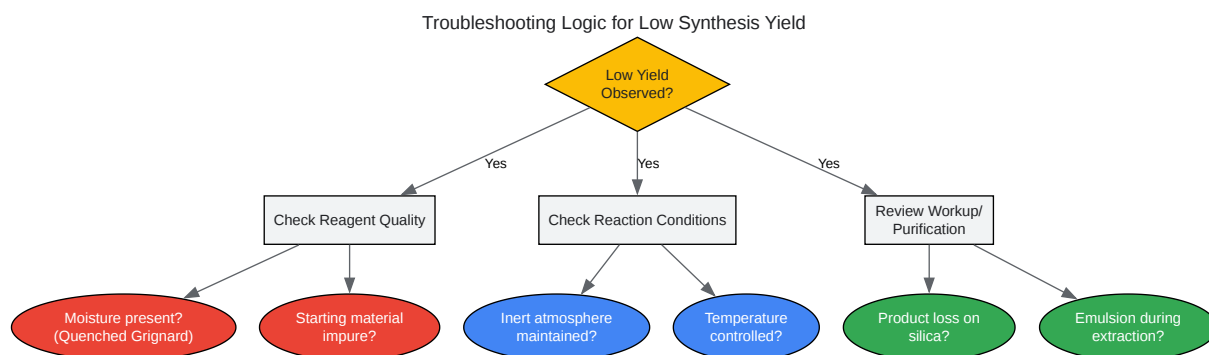 Troubleshooting Logic for Low Synthesis Yield
Low Yield
Observed?
Yes
Yes
Yes
Check Reagent Quality
Check Reaction Conditions
Review Workup/
Purification
Moisture present?
(Quenched Grignard)
Starting material
impure?
Inert atmosphere
maintained?
Temperature
controlled?
Product loss on
silica?
Emulsion during
extraction?